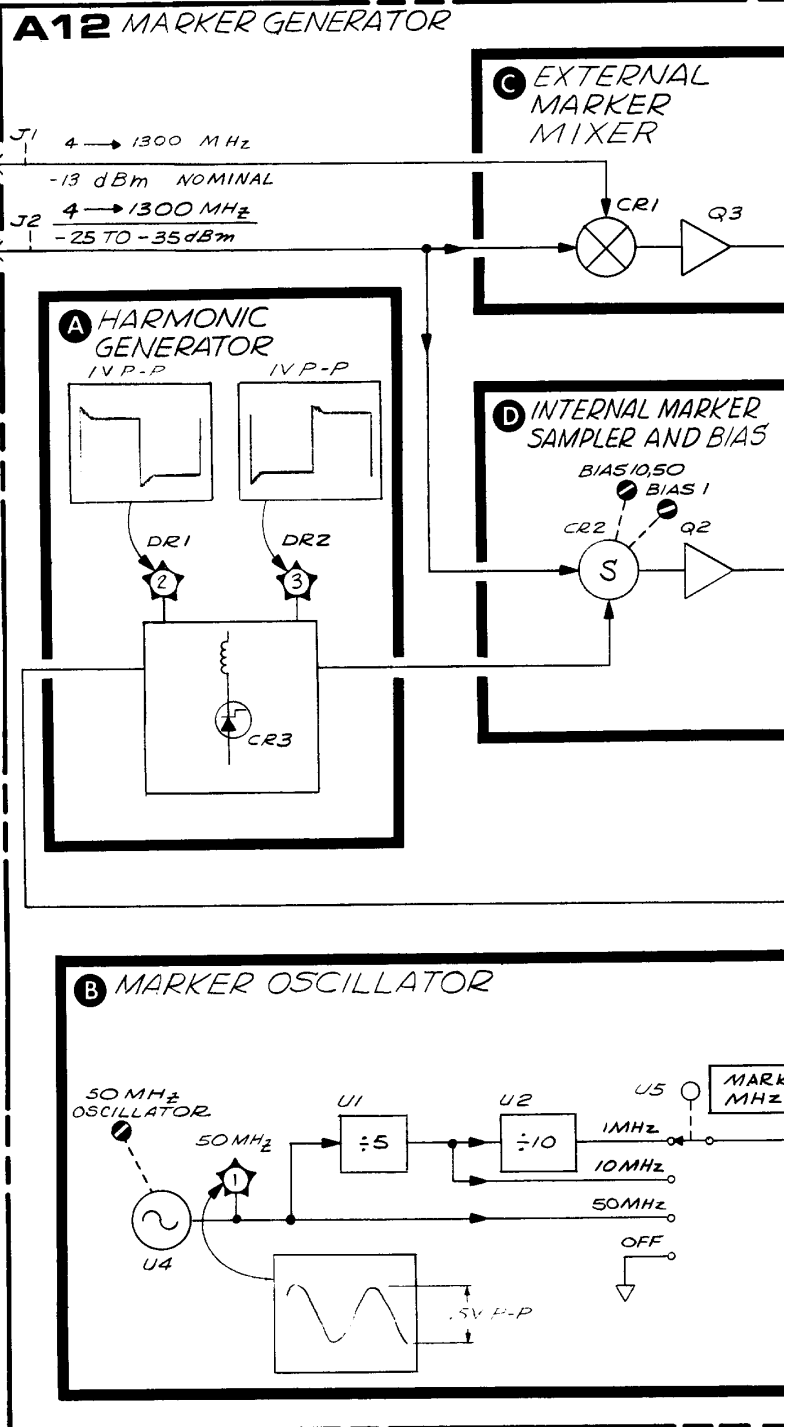 A12 MARKER GENERATOR
C EXTERNAL
MARKER
MIXER
J1
4 → 1300 MHz
-13 dBm NOMINAL
J2
4 → 1300 MHz
-25 TO -35 dBm
CR1
Q3
A HARMONIC
GENERATOR
1V P-P
1V P-P
DR1
DR2
2
3
CR3
D INTERNAL MARKER
SAMPLER AND BIAS
BIAS 10,50
BIAS 1
CR2
Q2
S
B MARKER OSCILLATOR
50 MHz
OSCILLATOR
50 MHz
1
U4
U1
÷5
U2
÷10
U5
MARK
MHZ
1MHz
10MHz
50MHz
OFF
.5V P-P